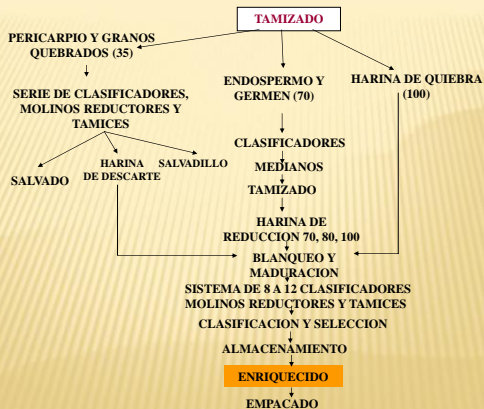 TAMIZADO
PERICARPIO Y GRANOS
QUEBRADOS (35)
SERIE DE CLASIFICADORES,
MOLINOS REDUCTORES Y
TAMICES
SALVADO
HARINA
DE DESCARTE
SALVADILLO
ENDOSPERMO Y
GERMEN (70)
CLASIFICADORES
MEDIANOS
TAMIZADO
HARINA DE
REDUCCION 70, 80, 100
HARINA DE QUIEBRA
(100)
BLANQUEO Y
MADURACION
SISTEMA DE 8 A 12 CLASIFICADORES
MOLINOS REDUCTORES Y TAMICES
CLASIFICACION Y SELECCION
ALMACENAMIENTO
ENRIQUECIDO
EMPACADO